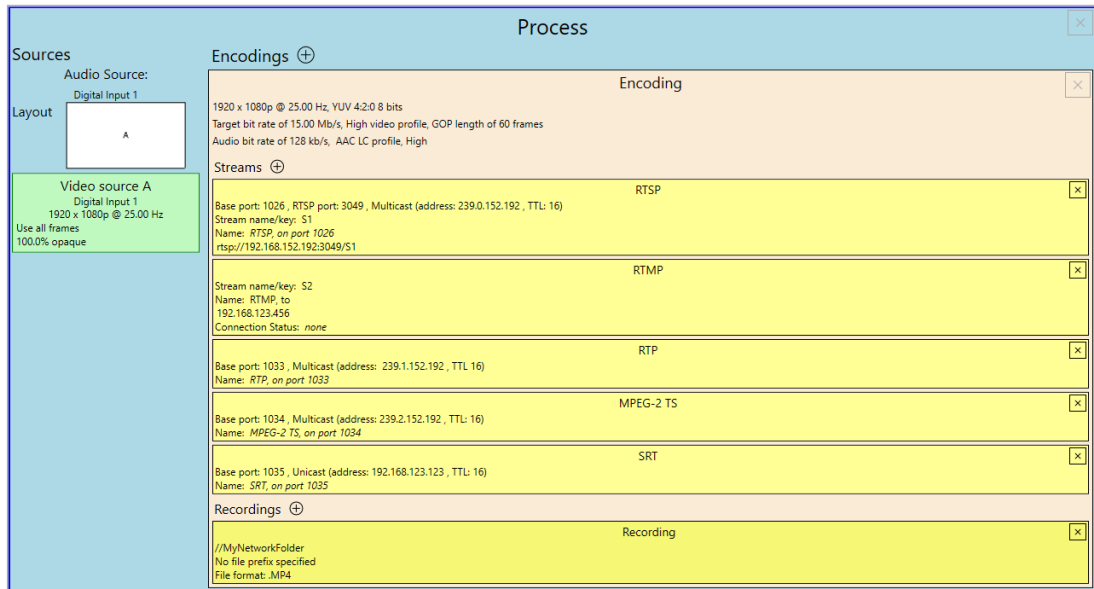 Process
Sources
Audio Source:
Digital Input 1
Layout
A
Video source A
Digital Input 1
1920 x 1080p @ 25.00 Hz
Use all frames
100.0% opaque
Encodings
Encoding
1920 x 1080p @ 25.00 Hz, YUV 4:2:0 8 bits
Target bit rate of 15.00 Mb/s, High video profile, GOP length of 60 frames
Audio bit rate of 128 kb/s, AAC LC profile, High
Streams
RTSP
Base port: 1026 , RTSP port: 3049 , Multicast (address: 239.0.152.192 , TTL: 16)
Stream name/key: S1
Name: RTSP, on port 1026
rtsp://192.168.152.192:3049/S1
RTMP
Stream name/key: S2
Name: RTMP, to
192.168.123.456
Connection Status: none
RTP
Base port: 1033 , Multicast (address: 239.1.152.192 , TTL 16)
Name: RTP, on port 1033
MPEG-2 TS
Base port: 1034 , Multicast (address: 239.2.152.192 , TTL: 16)
Name: MPEG-2 TS, on port 1034
SRT
Base port: 1035 , Unicast (address: 192.168.123.123 , TTL: 16)
Name: SRT, on port 1035
Recordings
Recording
//MyNetworkFolder
No file prefix specified
File format: .MP4